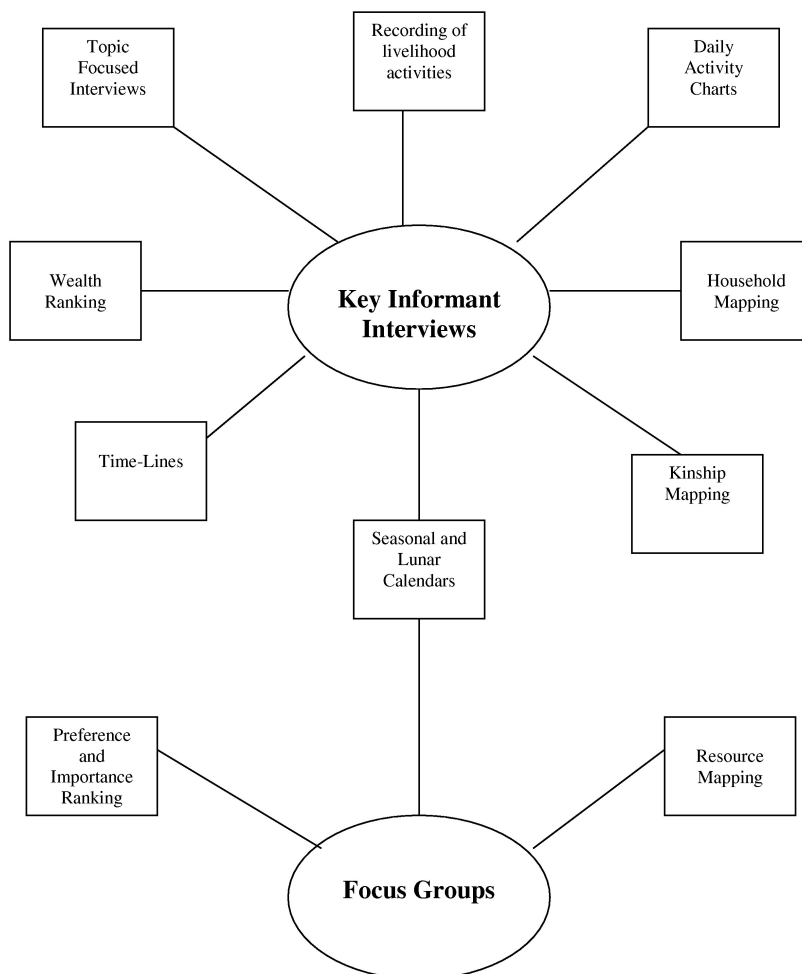 Topic
Focused
Interviews
Recording of
livelihood
activities
Daily
Activity
Charts
Wealth
Ranking
Key Informant
Interviews
Household
Mapping
Time-Lines
Kinship
Mapping
Seasonal and
Lunar
Calendars
Preference
and
Importance
Ranking
Resource
Mapping
Focus Groups